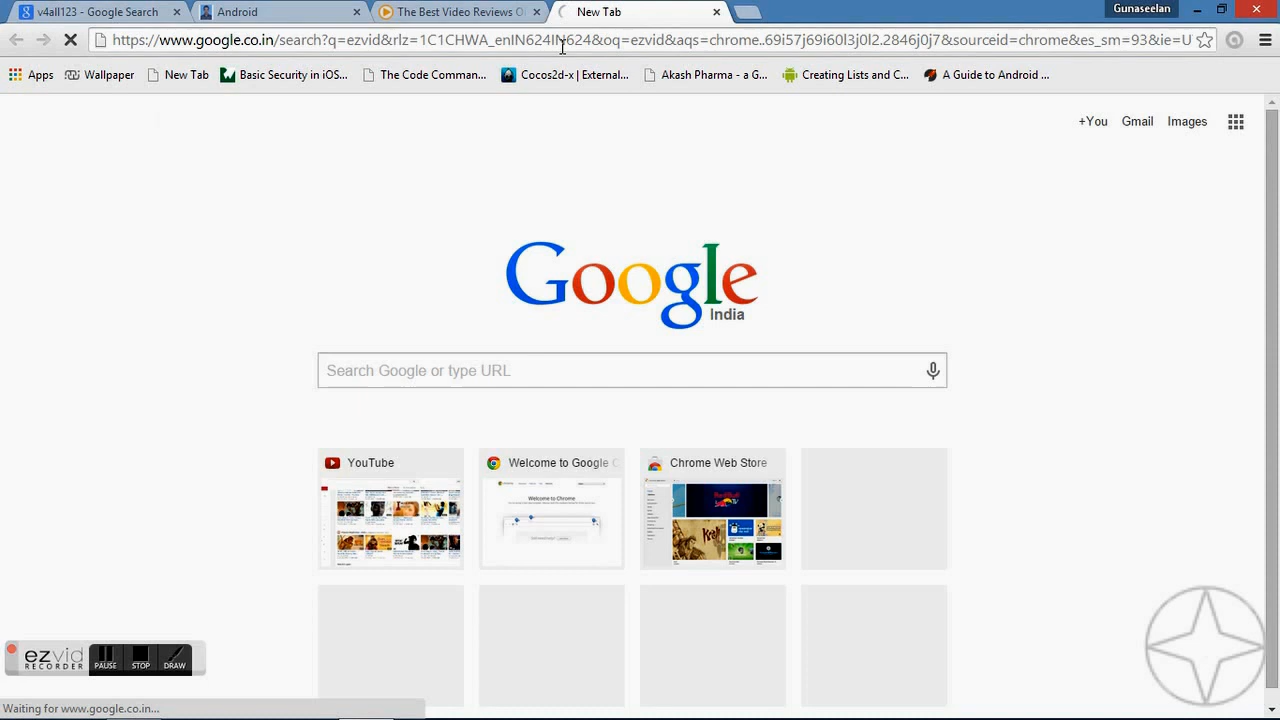 v4all123 - Google Search
Android
The Best Video Reviews O
New Tab
Gunaseelan
https://www.google.co.in/search?q=ezvid&rlz=1C1CHWA_enIN624IN624&oq=ezvid&aqs=chrome..69i57j69i60l3j0l2.2846j0j7&sourceid=chrome&es_sm=93&ie=U
Apps
Wallpaper
New Tab
Basic Security in iOS...
The Code Comman...
Cocos2d-x | External...
Akash Pharma - a G...
Creating Lists and C...
A Guide to Android ...
+You
Gmail
Images
Google
India
Search Google or type URL
YouTube
Welcome to Google C
Chrome Web Store
Welcome to Chrome
ezvid
RECORDER
PAUSE
STOP
DRAW
Waiting for www.google.co.in...